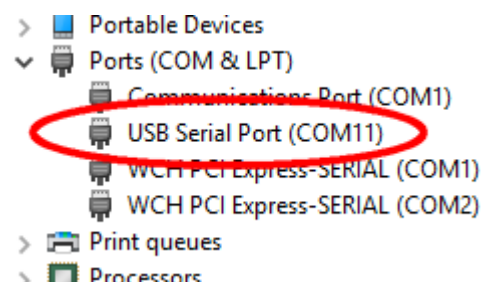 Portable Devices
Ports (COM & LPT)
Communications Port (COM1)
USB Serial Port (COM11)
WCH PCI Express-SERIAL (COM1)
WCH PCI Express-SERIAL (COM2)
Print queues
Processors